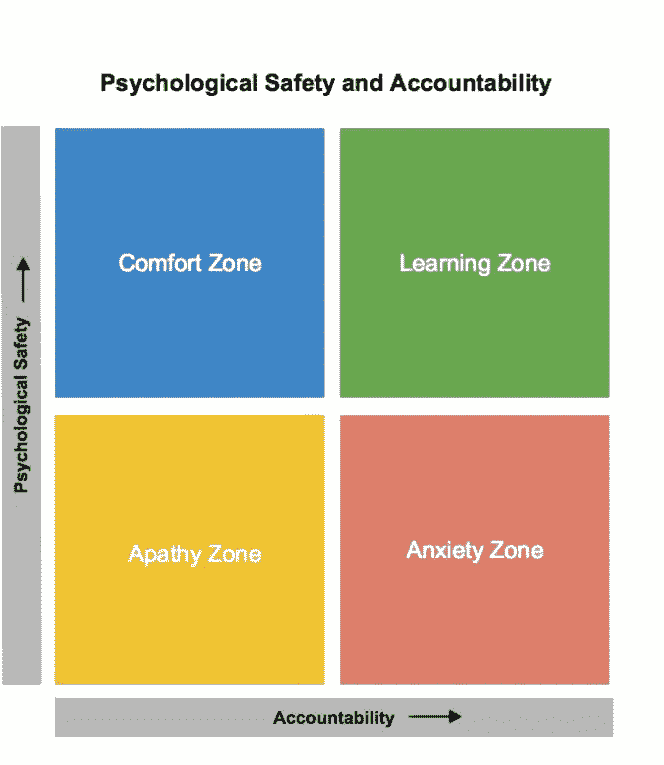 Psychological Safety and Accountability
Comfort Zone
Learning Zone
Psychological Safety
Apathy Zone
Anxiety Zone
Accountability